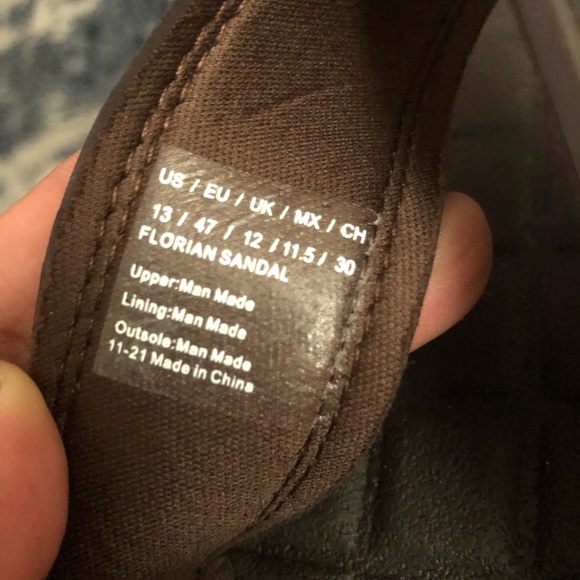 US / EU / UK / MX / CH
13 / 47 / 12 / 11.5 / 30
FLORIAN SANDAL
Upper:Man Made
Lining:Man Made
Outsole:Man Made
11-21 Made in China